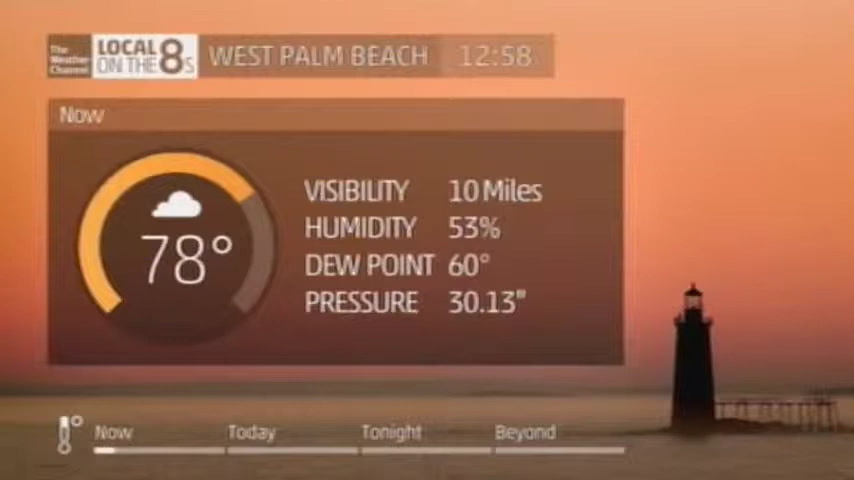 The Weather Channel LOCAL ON THE 8s WEST PALM BEACH 12:58
Now
78°
VISIBILITY 10 Miles
HUMIDITY 53%
DEW POINT 60°
PRESSURE 30.13"
Now Today Tonight Beyond